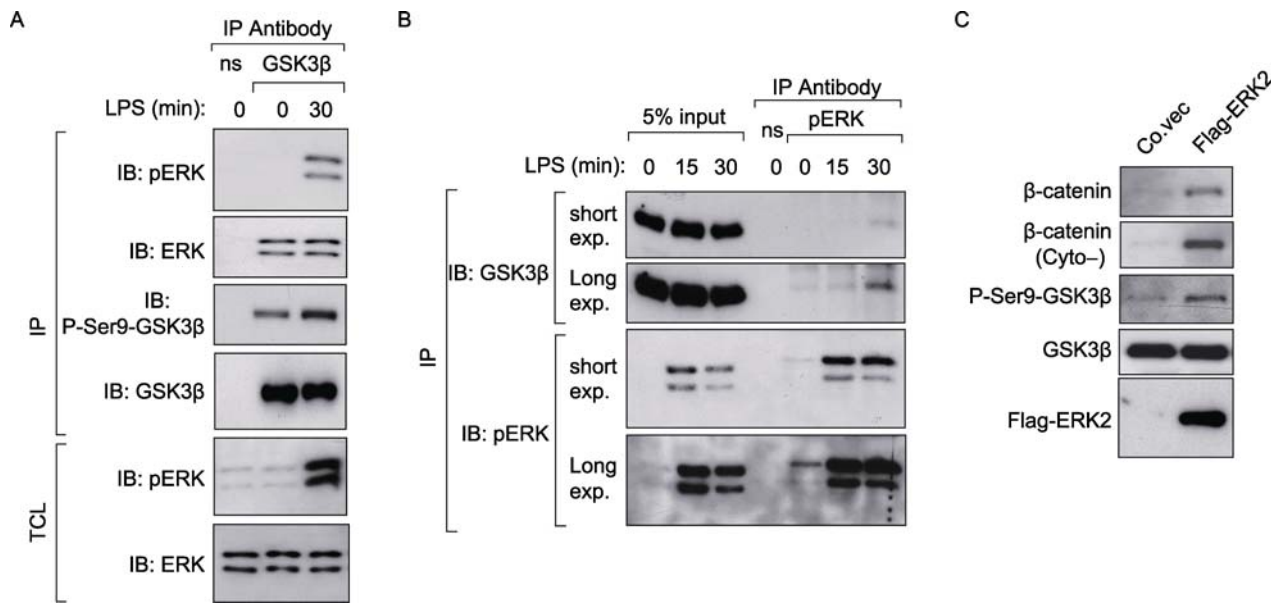 A
IP Antibody
ns GSK3β
LPS (min): 0 0 30
IP
IB: pERK
IB: ERK
IB:
P-Ser9-GSK3β
IB: GSK3β
TCL
IB: pERK
IB: ERK
B
IP Antibody
5% input ns pERK
LPS (min): 0 15 30 0 0 15 30
IP
IB: GSK3β
short
exp.
Long
exp.
IB: pERK
short
exp.
Long
exp.
C
Co.vec Flag-ERK2
β-catenin
β-catenin
(Cyto–)
P-Ser9-GSK3β
GSK3β
Flag-ERK2